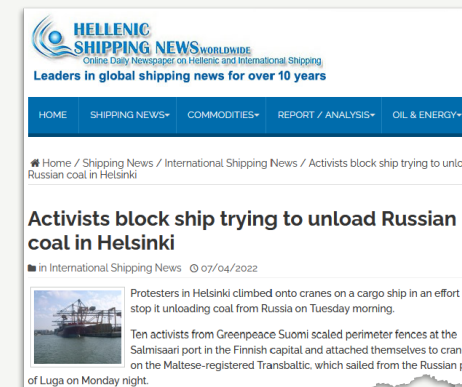 HELLENIC
SHIPPING NEWS WORLDWIDE
Online Daily Newspaper on Hellenic and International Shipping
Leaders in global shipping news for over 10 years
HOME SHIPPING NEWS COMMODITIES REPORT / ANALYSIS OIL & ENERGY
Home / Shipping News / International Shipping News / Activists block ship trying to
Russian coal in Helsinki
Activists block ship trying to unload Russian
coal in Helsinki
in International Shipping News 07/04/2022
Protesters in Helsinki climbed onto cranes on a cargo ship in an effort
stop it unloading coal from Russia on Tuesday morning.
Ten activists from Greenpeace Suomi scaled perimeter fences at the
Salmisaari port in the Finnish capital and attached themselves to
on the Maltese-registered Transbaltic, which sailed from the Russian
of Luga on Monday night.